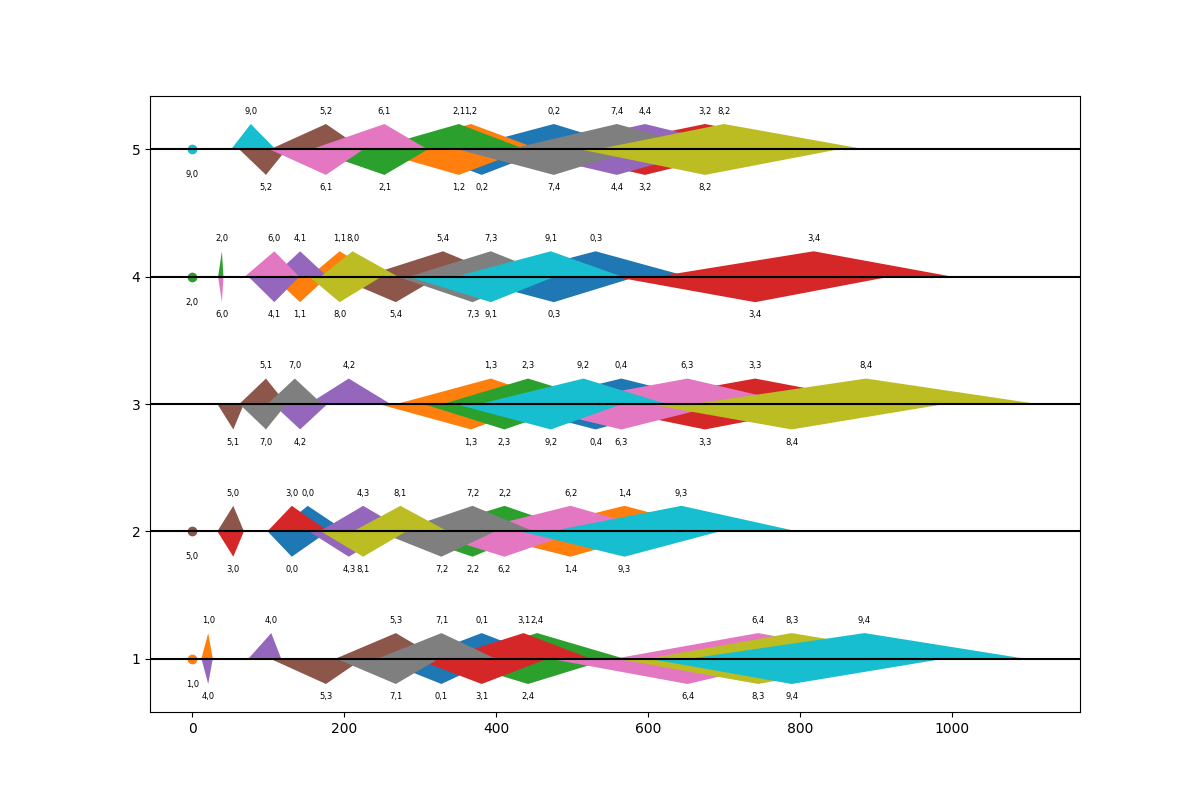 9,0 5,2 6,1 2,1 1,2 0,2 7,4 4,4 3,2 8,2
5
9,0 5,2 6,1 2,1 1,2 0,2 7,4 4,4 3,2 8,2
2,0 6,0 4,1 1,1 8,0 5,4 7,3 9,1 0,3 3,4
4
2,0 6,0 4,1 1,1 8,0 5,4 7,3 9,1 0,3 3,4
5,1 7,0 4,2 1,3 2,3 9,2 0,4 6,3 3,3 8,4
3
5,1 7,0 4,2 1,3 2,3 9,2 0,4 6,3 3,3 8,4
5,0 3,0 0,0 4,3 8,1 7,2 2,2 6,2 1,4 9,3
2
5,0 3,0 0,0 4,3 8,1 7,2 2,2 6,2 1,4 9,3
1,0 4,0 5,3 7,1 0,1 3,1 2,4 6,4 8,3 9,4
1
1,0 4,0 5,3 7,1 0,1 3,1 2,4 6,4 8,3 9,4
0 200 400 600 800 1000